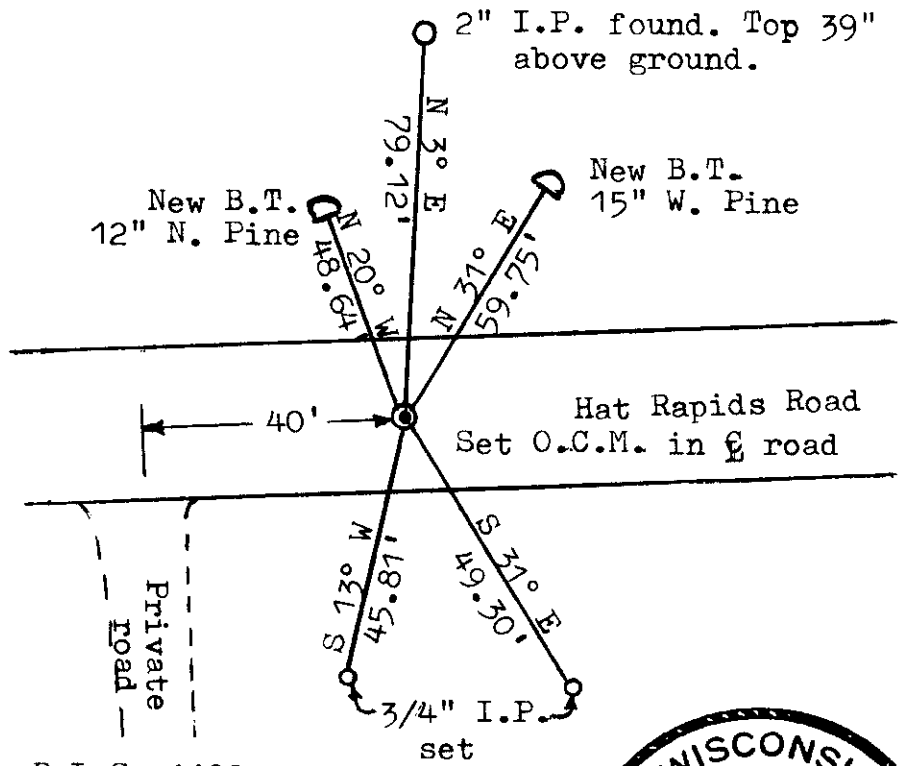 2" I.P. found. Top 39"
above ground.
N 3° E
79.12'
New B.T.
12" N. Pine
New B.T.
15" W. Pine
N 20° W
48.64
N 31° E
59.75'
40'
Hat Rapids Road
Set O.C.M. in ℄ road
S 13° W
45.81'
S 31° E
49.30'
Private
road
3/4" I.P.
set
WISCONSI